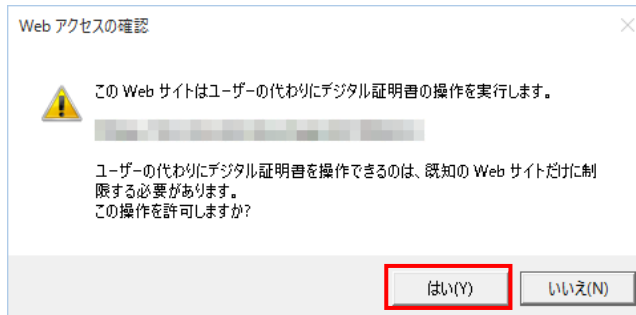 Web アクセスの確認
この Web サイトはユーザーの代わりにデジタル証明書の操作を実行します。
ユーザーの代わりにデジタル証明書を操作できるのは、既知の Web サイトだけに制
限する必要があります。
この操作を許可しますか?
はい(Y)
いいえ(N)